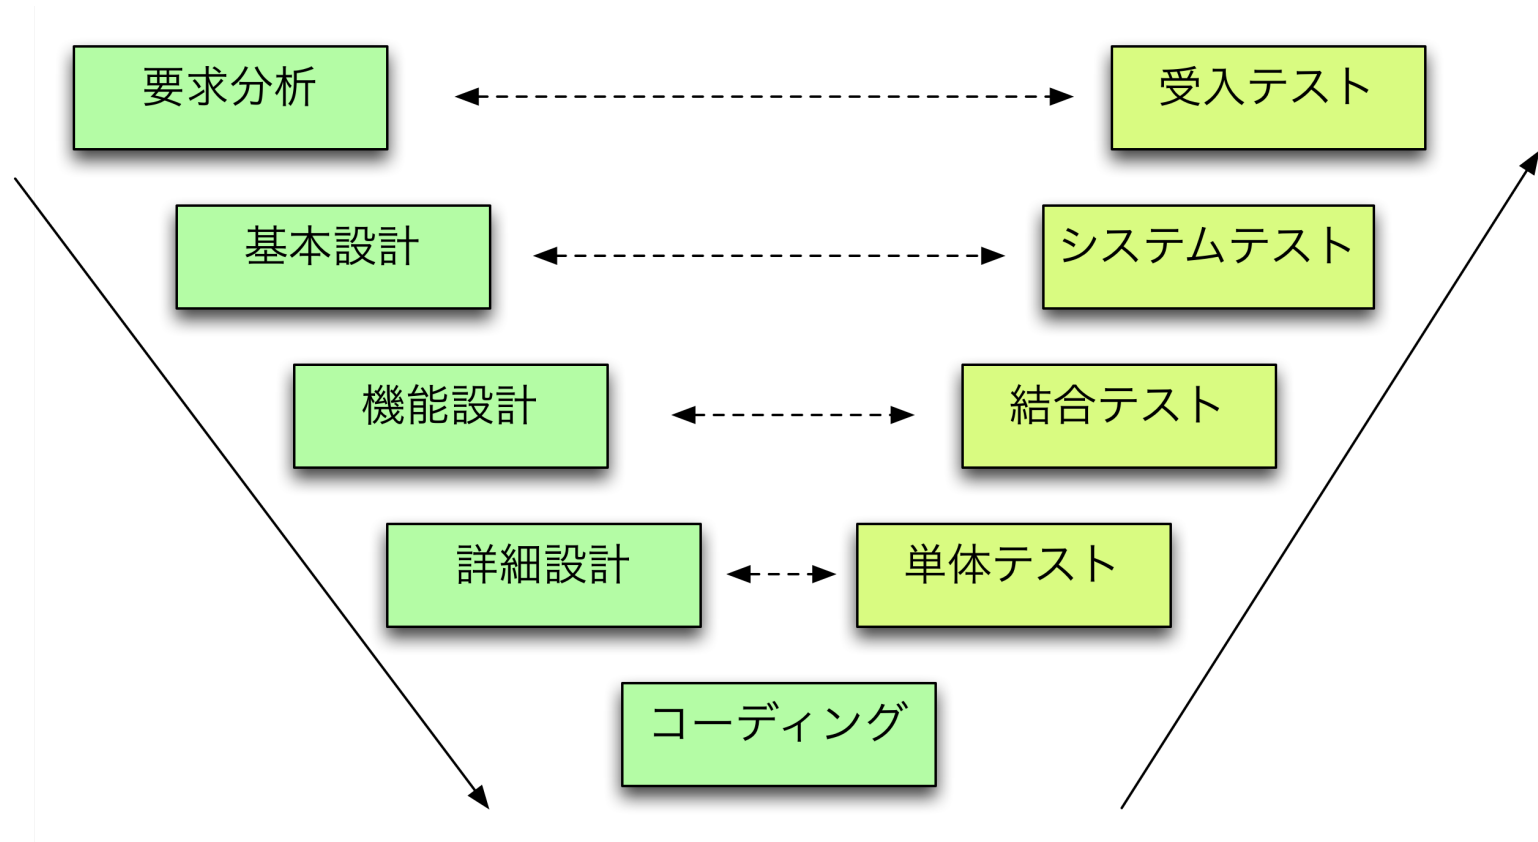 要求分析
受入テスト
基本設計
システムテスト
機能設計
結合テスト
詳細設計
単体テスト
コーディング